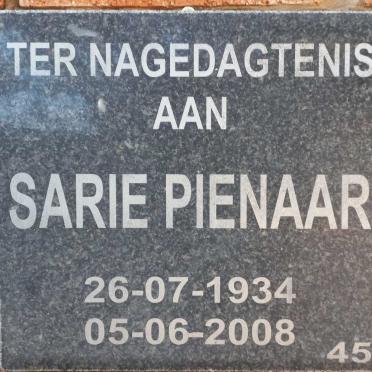 TER NAGEDAGTENIS
AAN
SARIE PIENAAR
26-07-1934
05-06-2008
45